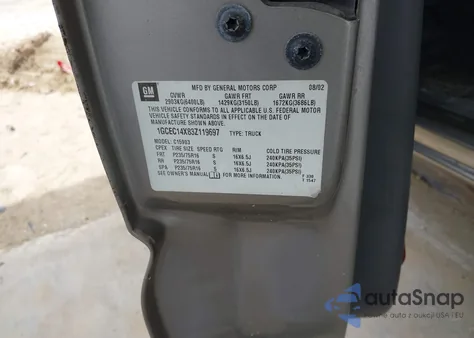 GM
MFD BY GENERAL MOTORS CORP 08/02
GVWR GAWR FRT GAWR RR
2903KG(6400LB) 1429KG(3150LB) 1672KG(3686LB)
THIS VEHICLE CONFORMS TO ALL APPLICABLE U.S. FEDERAL MOTOR
VEHICLE SAFETY STANDARDS IN EFFECT ON THE DATE OF
MANUFACTURE SHOWN ABOVE.
1GCEC14X83Z119697 TYPE: TRUCK
MODEL: C15903
TIRE SIZE SPEED RTG RIM COLD TIRE PRESSURE
FRT P235/75R16 S 16X6.5J 240KPA(35PSI)
RR P235/75R16 S 16X6.5J 240KPA(35PSI)
SPA P235/75R16 S 16X6.5J 240KPA(35PSI)
SEE OWNER'S MANUAL FOR MORE INFORMATION
autoSnap